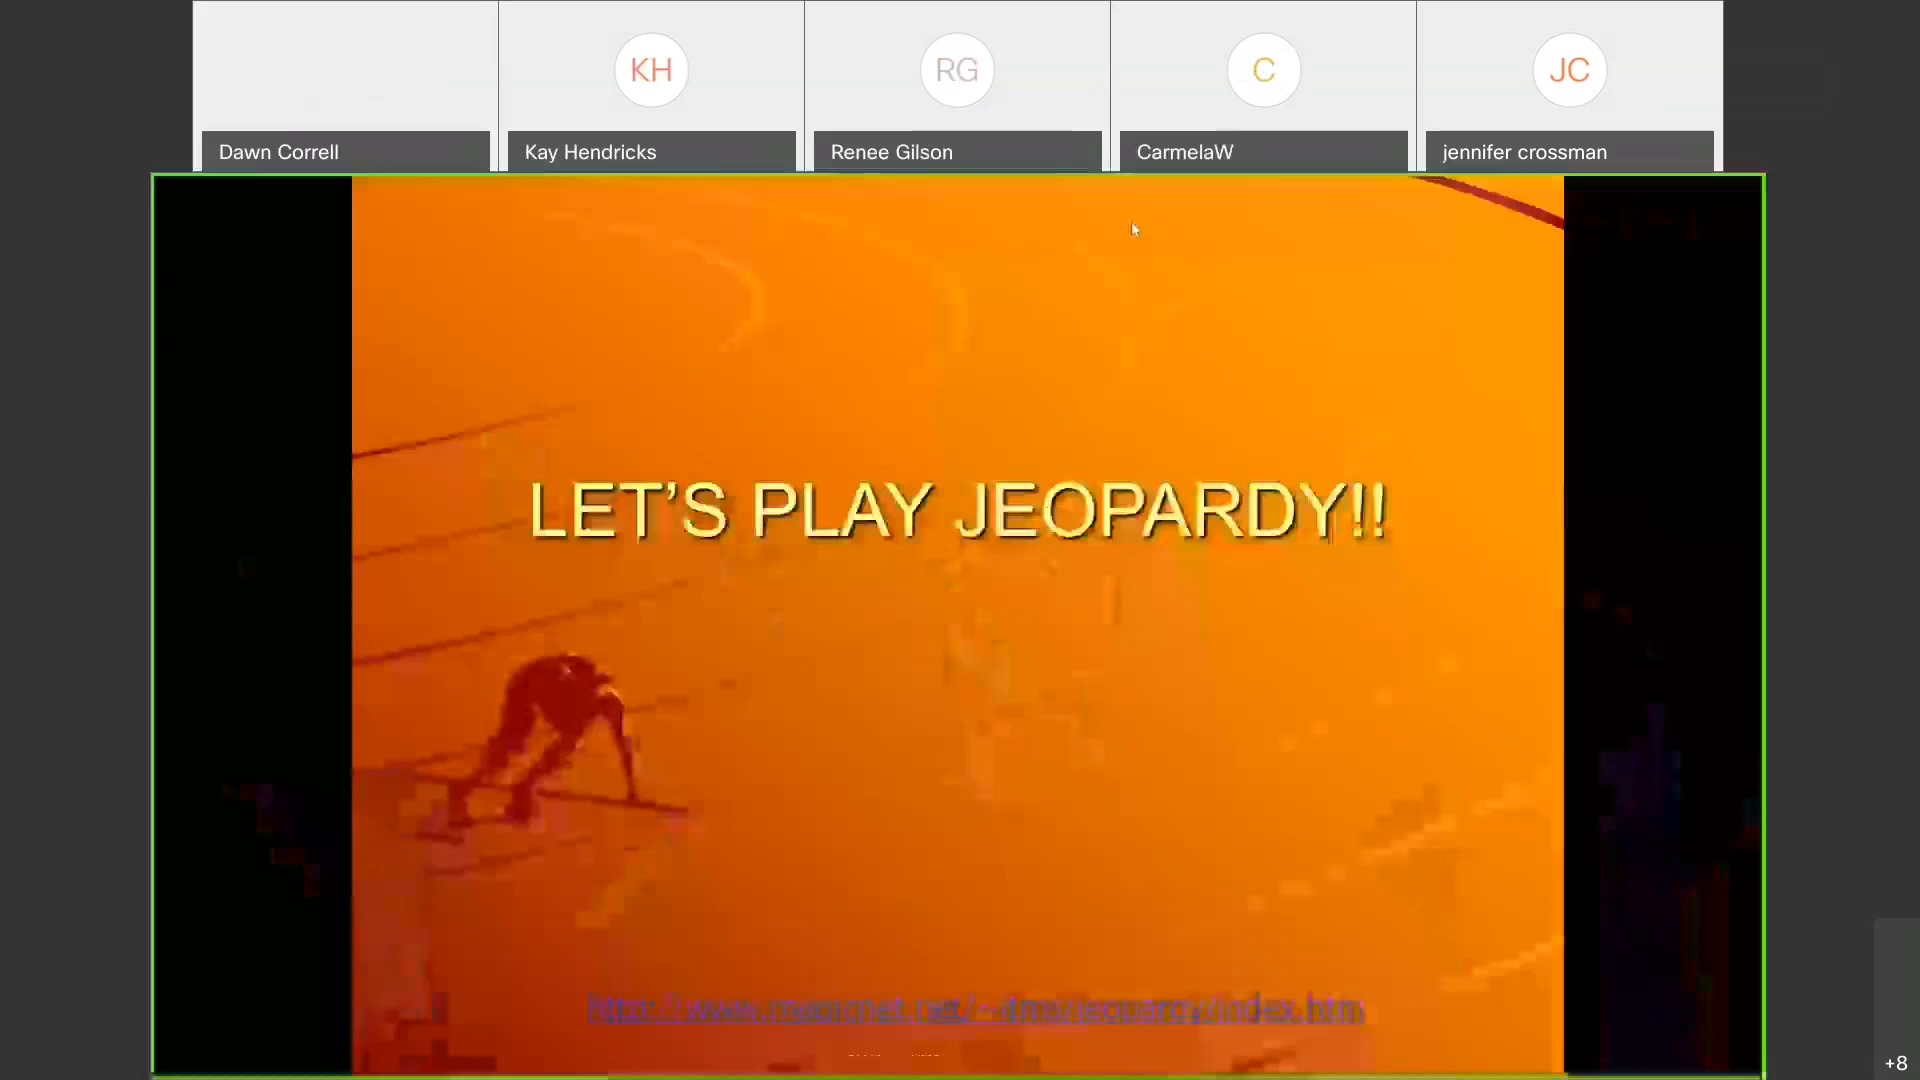 KH
RG
C
JC
Dawn Correll
Kay Hendricks
Renee Gilson
CarmelaW
jennifer crossman
LET’S PLAY JEOPARDY!!
+8